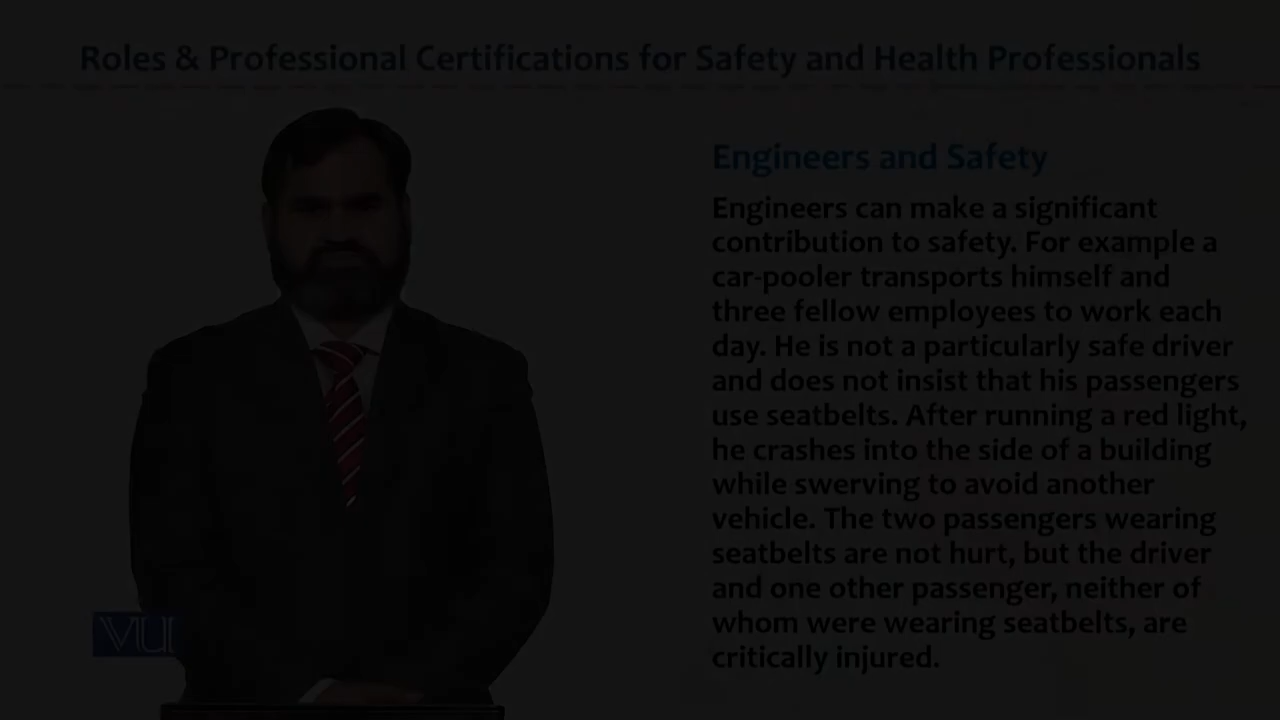 Roles & Professional Certifications for Safety and Health Professionals
Engineers and Safety
Engineers can make a significant
contribution to safety. For example a
car-pooler transports himself and
three fellow employees to work each
day. He is not a particularly safe driver
and does not insist that his passengers
use seatbelts. After running a red light,
he crashes into the side of a building
while swerving to avoid another
vehicle. The two passengers wearing
seatbelts are not hurt, but the driver
and one other passenger, neither of
whom were wearing seatbelts, are
critically injured.
VU